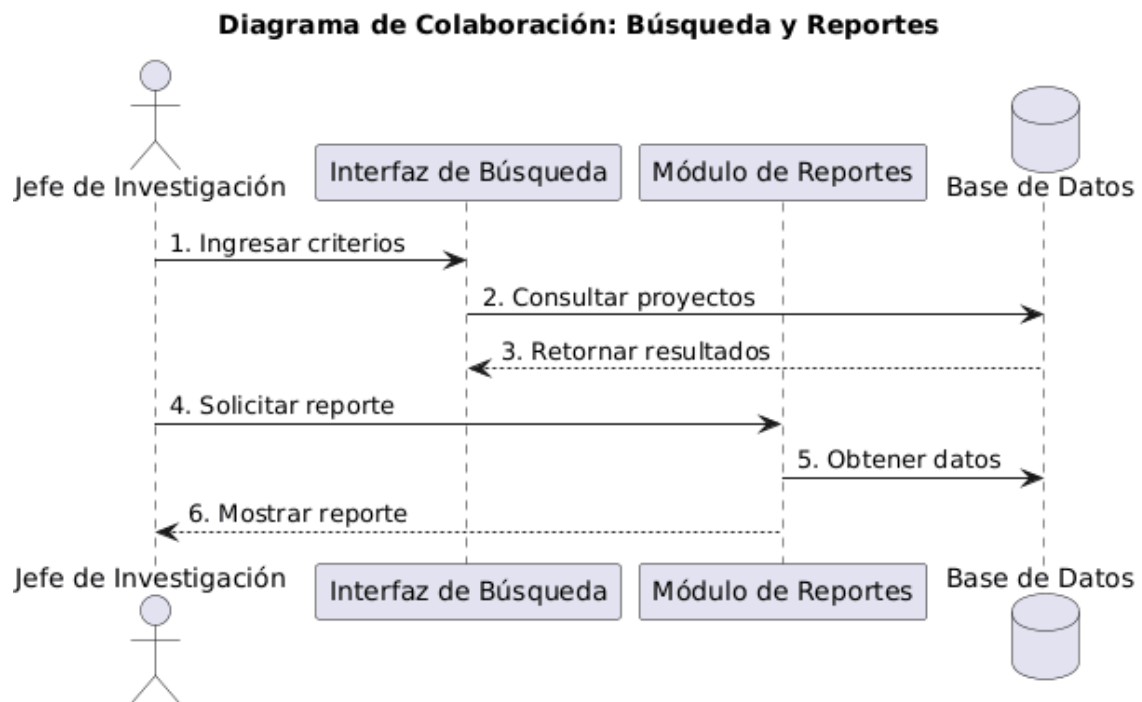 Diagrama de Colaboración: Búsqueda y Reportes
Jefe de Investigación
Interfaz de Búsqueda
Módulo de Reportes
Base de Datos
1. Ingresar criterios
2. Consultar proyectos
3. Retornar resultados
4. Solicitar reporte
5. Obtener datos
6. Mostrar reporte
Jefe de Investigación
Interfaz de Búsqueda
Módulo de Reportes
Base de Datos